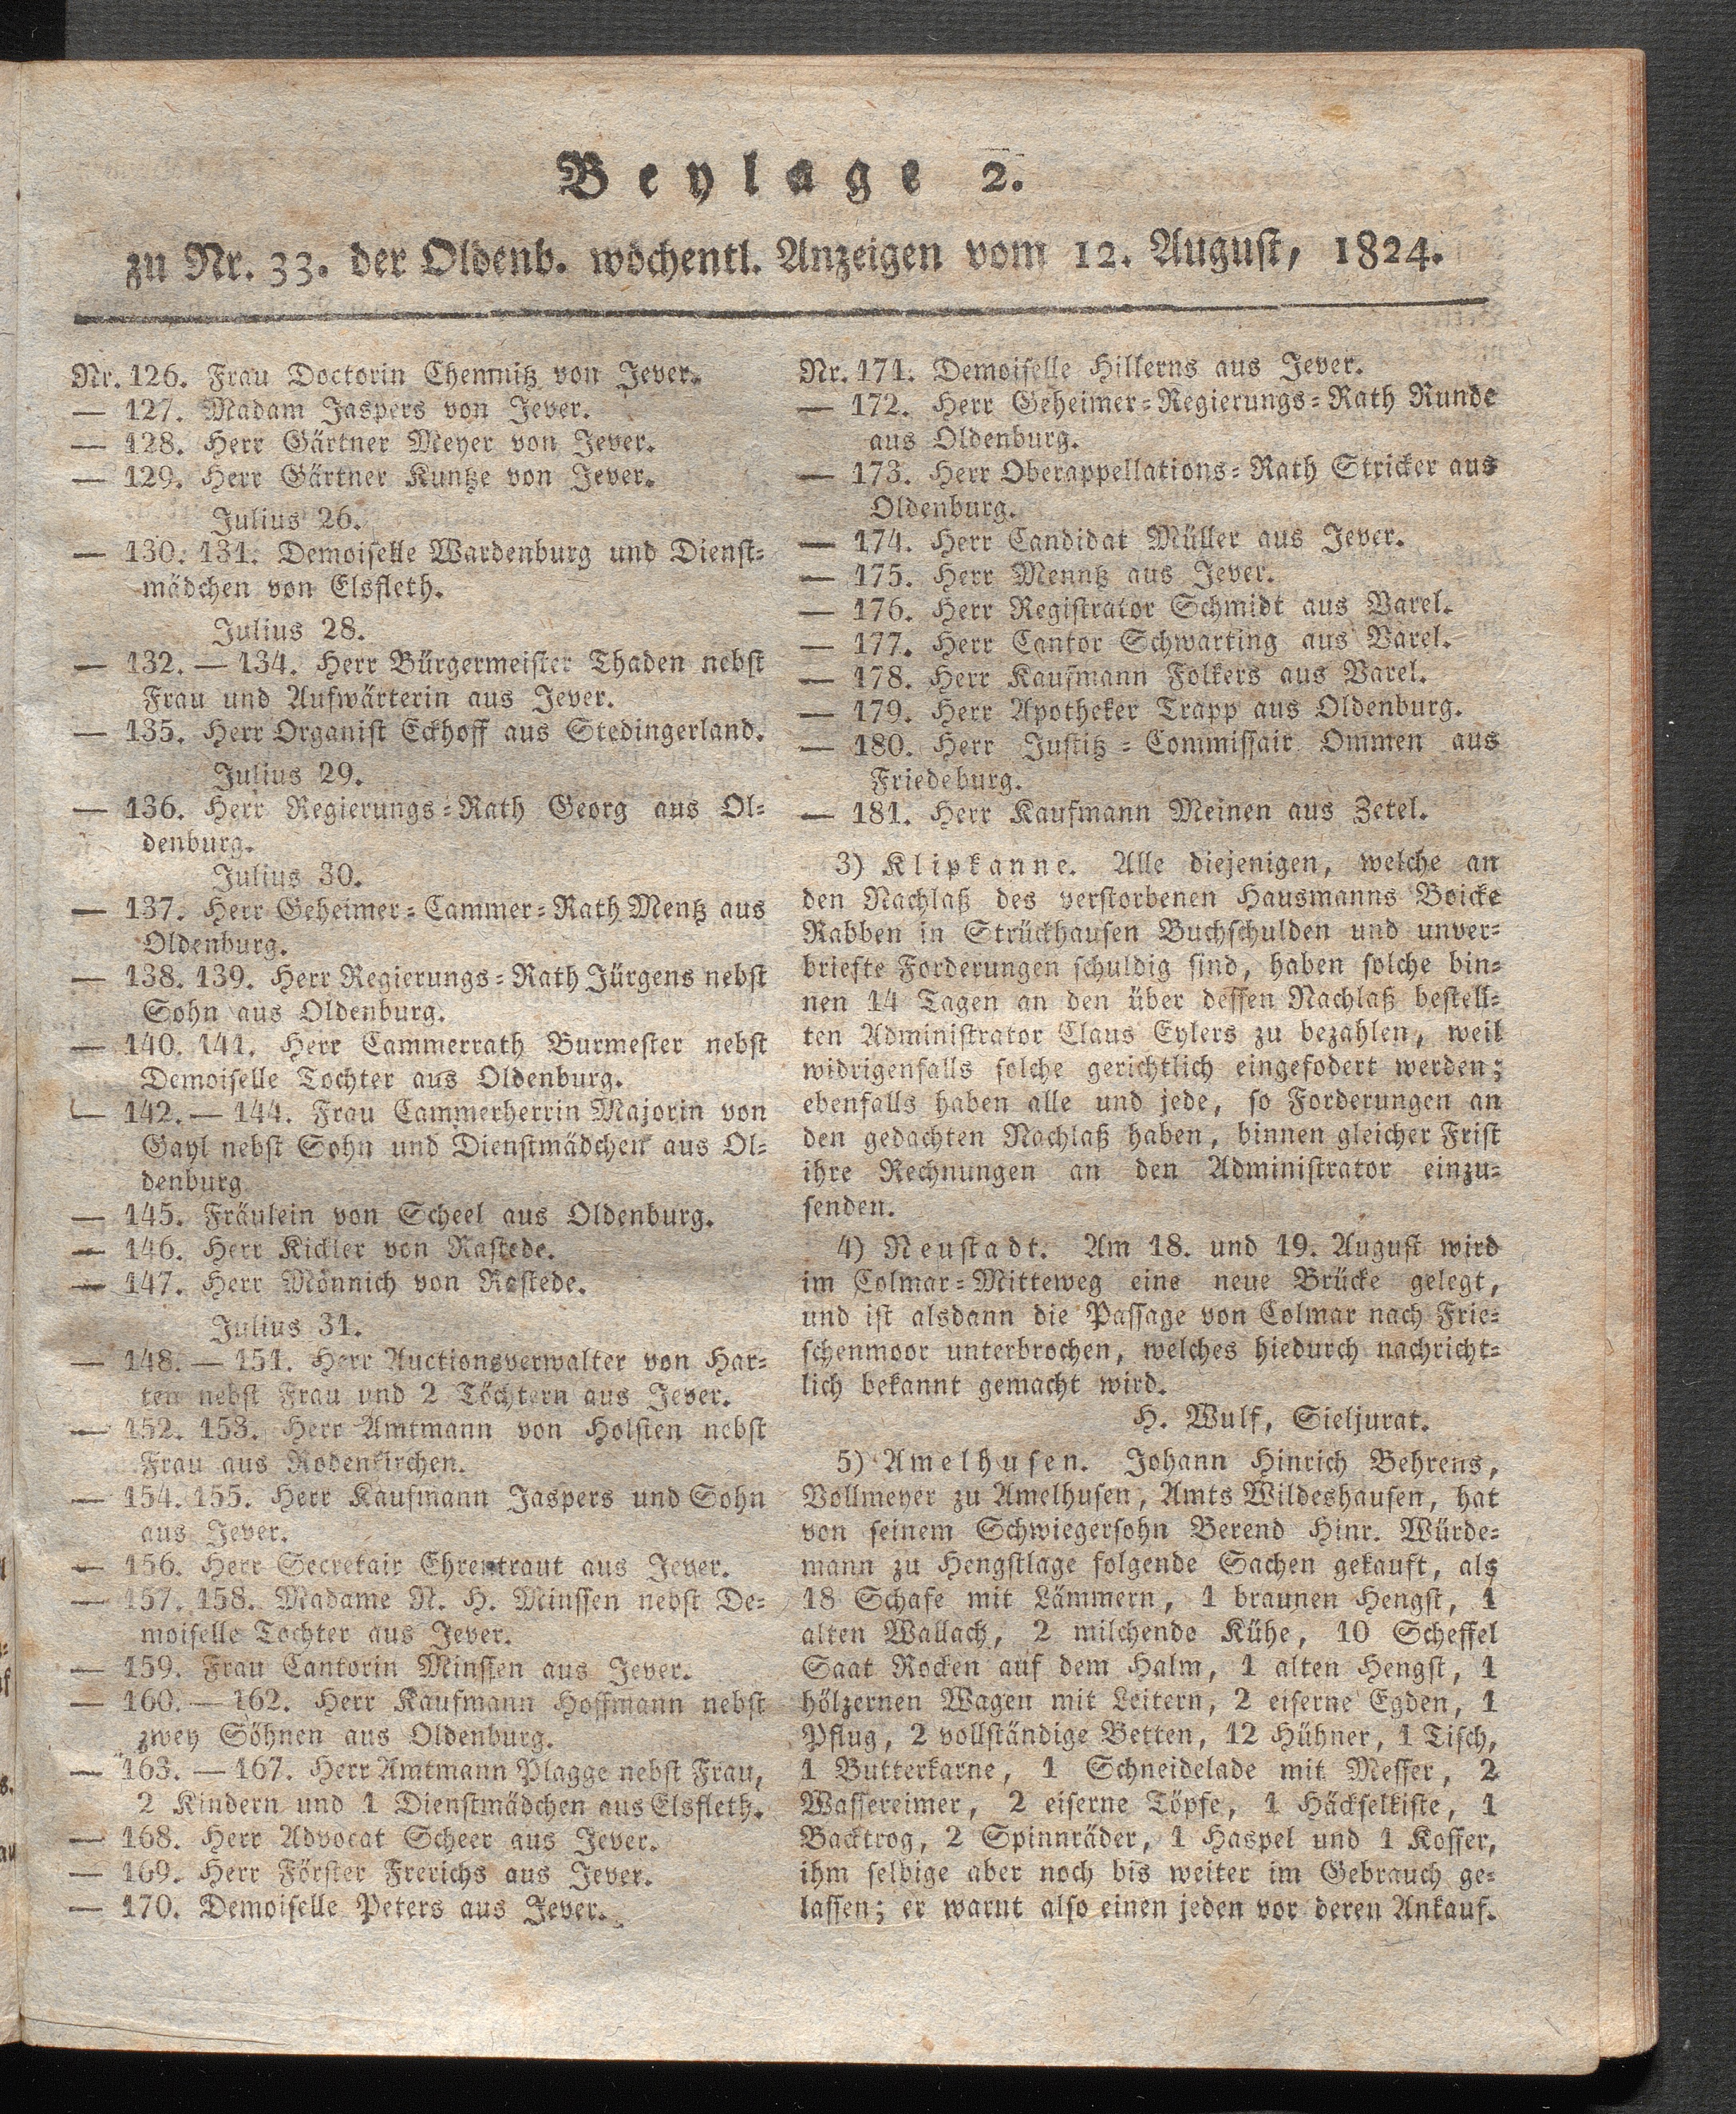 Beylage 2.
zu Nr. 33. der Oldenb. wöchentl. Anzeigen vom 12. August, 1824.
Nr. 126. Frau Doctorin Chemnitz von Jever.
— 127. Madam Jaspers von Jever.
— 128. Herr Gärtner Meyer von Jever.
— 129. Herr Gärtner Kuntze von Jever.
Julius 26.
— 130. 131. Demoiselle Wardenburg und Dienst-
mädchen von Elsfleth.
Julius 28.
— 132. — 134. Herr Bürgermeister Thaden nebst
Frau und Aufwärterin aus Jever.
— 135. Herr Organist Eckhoff aus Stedingerland.
Julius 29.
— 136. Herr Regierungs-Rath Georg aus Ol-
denburg.
Julius 30.
— 137. Herr Geheimer-Cammer-Rath Mentz aus
Oldenburg.
— 138. 139. Herr Regierungs-Rath Jürgens nebst
Sohn aus Oldenburg.
— 140. 141. Herr Cammerrath Burmester nebst
Demoiselle Tochter aus Oldenburg.
— 142. — 144. Frau Cammerherrin Majorin von
Gayl nebst Sohn und Dienstmädchen aus Ol-
denburg
— 145. Fräulein von Scheel aus Oldenburg.
— 146. Herr Kickler von Rastede.
— 147. Herr Mönnich von Rastede.
Julius 31.
— 148. — 151. Herr Auctionsverwalter von Har-
ten nebst Frau und 2 Töchtern aus Jever.
— 152. 153. Herr Amtmann von Holsten nebst
Frau aus Rodenkirchen.
— 154. 155. Herr Kaufmann Jaspers und Sohn
aus Jever.
— 156. Herr Secretair Ehrentraut aus Jever.
— 157. 158. Madame N. H. Minssen nebst De-
moiselle Tochter aus Jever.
— 159. Frau Cantorin Minssen aus Jever.
— 160. — 162. Herr Kaufmann Hoffmann nebst
zwey Söhnen aus Oldenburg.
— 163. — 167. Herr Amtmann Plagge nebst Frau,
2 Kindern und 1 Dienstmädchen aus Elsfleth.
— 168. Herr Advocat Scheer aus Jever.
— 169. Herr Förster Frerichs aus Jever.
— 170. Demoiselle Peters aus Jever.
Nr. 171. Demoiselle Hilkerns aus Jever.
— 172. Herr Geheimer-Regierungs-Rath Runde
aus Oldenburg.
— 173. Herr Oberappellations-Rath Stricker aus
Oldenburg.
— 174. Herr Candidat Müller aus Jever.
— 175. Herr Menntz aus Jever.
— 176. Herr Registrator Schmidt aus Varel.
— 177. Herr Cantor Schwarting aus Varel.
— 178. Herr Kaufmann Folkers aus Varel.
— 179. Herr Apotheker Trapp aus Oldenburg.
— 180. Herr Justitz-Commissair Ommen aus
Friedeburg.
— 181. Herr Kaufmann Meinen aus Zetel.
3) Klipkanne. Alle diejenigen, welche an
den Nachlaß des verstorbenen Hausmanns Boicke
Rabben in Strückhausen Buchschulden und unver-
briefte Forderungen schuldig sind, haben solche bin-
nen 14 Tagen an den über dessen Nachlaß bestell-
ten Administrator Claus Eylers zu bezahlen, weil
widrigenfalls solche gerichtlich eingefodert werden;
ebenfalls haben alle und jede, so Forderungen an
den gedachten Nachlaß haben, binnen gleicher Frist
ihre Rechnungen an den Administrator einzu-
senden.
4) Neustadt. Am 18. und 19. August wird
im Colmar-Mitteweg eine neue Brücke gelegt,
und ist alsdann die Passage von Colmar nach Frie-
schenmoor unterbrochen, welches hiedurch nachricht-
lich bekannt gemacht wird.
H. Wulf, Sieljurat.
5) Amelhusen. Johann Hinrich Behrens,
Vollmeyer zu Amelhusen, Amts Wildeshausen, hat
von seinem Schwiegersohn Berend Hinr. Würde-
mann zu Hengstlage folgende Sachen gekauft, als
18 Schafe mit Lämmern, 1 braunen Hengst, 1
alten Wallach, 2 milchende Kühe, 10 Scheffel
Saat Rocken auf dem Halm, 1 alten Hengst, 1
hölzernen Wagen mit Leitern, 2 eiserne Egden, 1
Pflug, 2 vollständige Betten, 12 Hühner, 1 Tisch,
1 Butterkarne, 1 Schneidelade mit Messer, 2
Wassereimer, 2 eiserne Töpfe, 1 Häckselkiste, 1
Backtrog, 2 Spinnräder, 1 Haspel und 1 Koffer,
ihm selbige aber noch bis weiter im Gebrauch ge-
lassen; er warnt also einen jeden vor deren Ankauf.